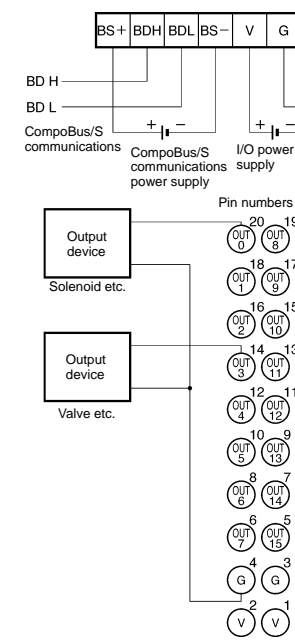 BS+ BDH BDL BS− V G
BD H
BD L
CompoBus/S
communications
+ −
CompoBus/S
communications
power supply
+ −
I/O power
supply
Pin numbers
Output
device
Solenoid etc.
20 19
OUT 0 OUT 8
18 17
OUT 1 OUT 9
16 15
OUT 2 OUT 10
Output
device
Valve etc.
14 13
OUT 3 OUT 11
12 11
OUT 4 OUT 12
10 9
OUT 5 OUT 13
8 7
OUT 6 OUT 14
6 5
OUT 7 OUT 15
4 3
G G
2 1
V V